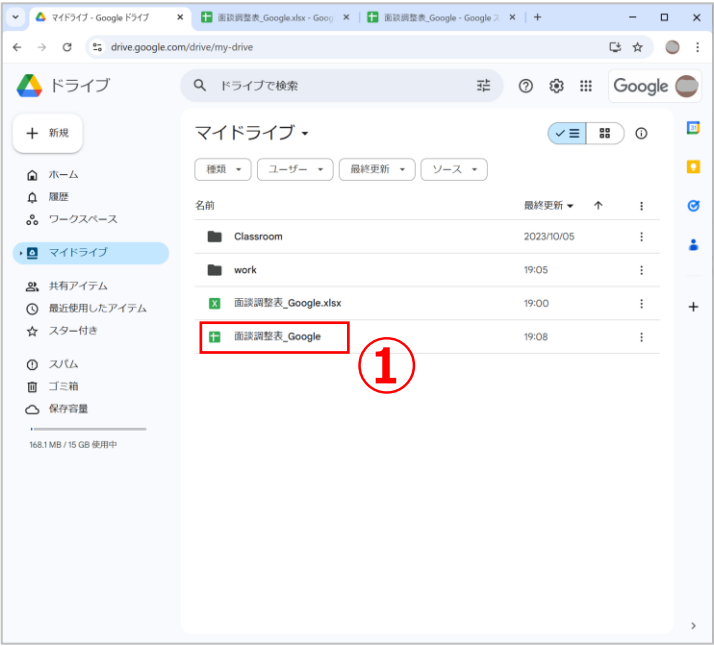 マイドライブ - Google ドライブ
面談調整表_Google.xlsx - Goog
面談調整表_Google - Google ス
drive.google.com/drive/my-drive
ドライブ
ドライブで検索
Google
新規
マイドライブ
種類
ユーザー
最終更新
ソース
ホーム
履歴
ワークスペース
マイドライブ
共有アイテム
最近使用したアイテム
スター付き
スパム
ゴミ箱
保存容量
168.1 MB / 15 GB 使用中
名前 最終更新
Classroom 2023/10/05
work 19:05
面談調整表_Google.xlsx 19:00
面談調整表_Google 19:08
①